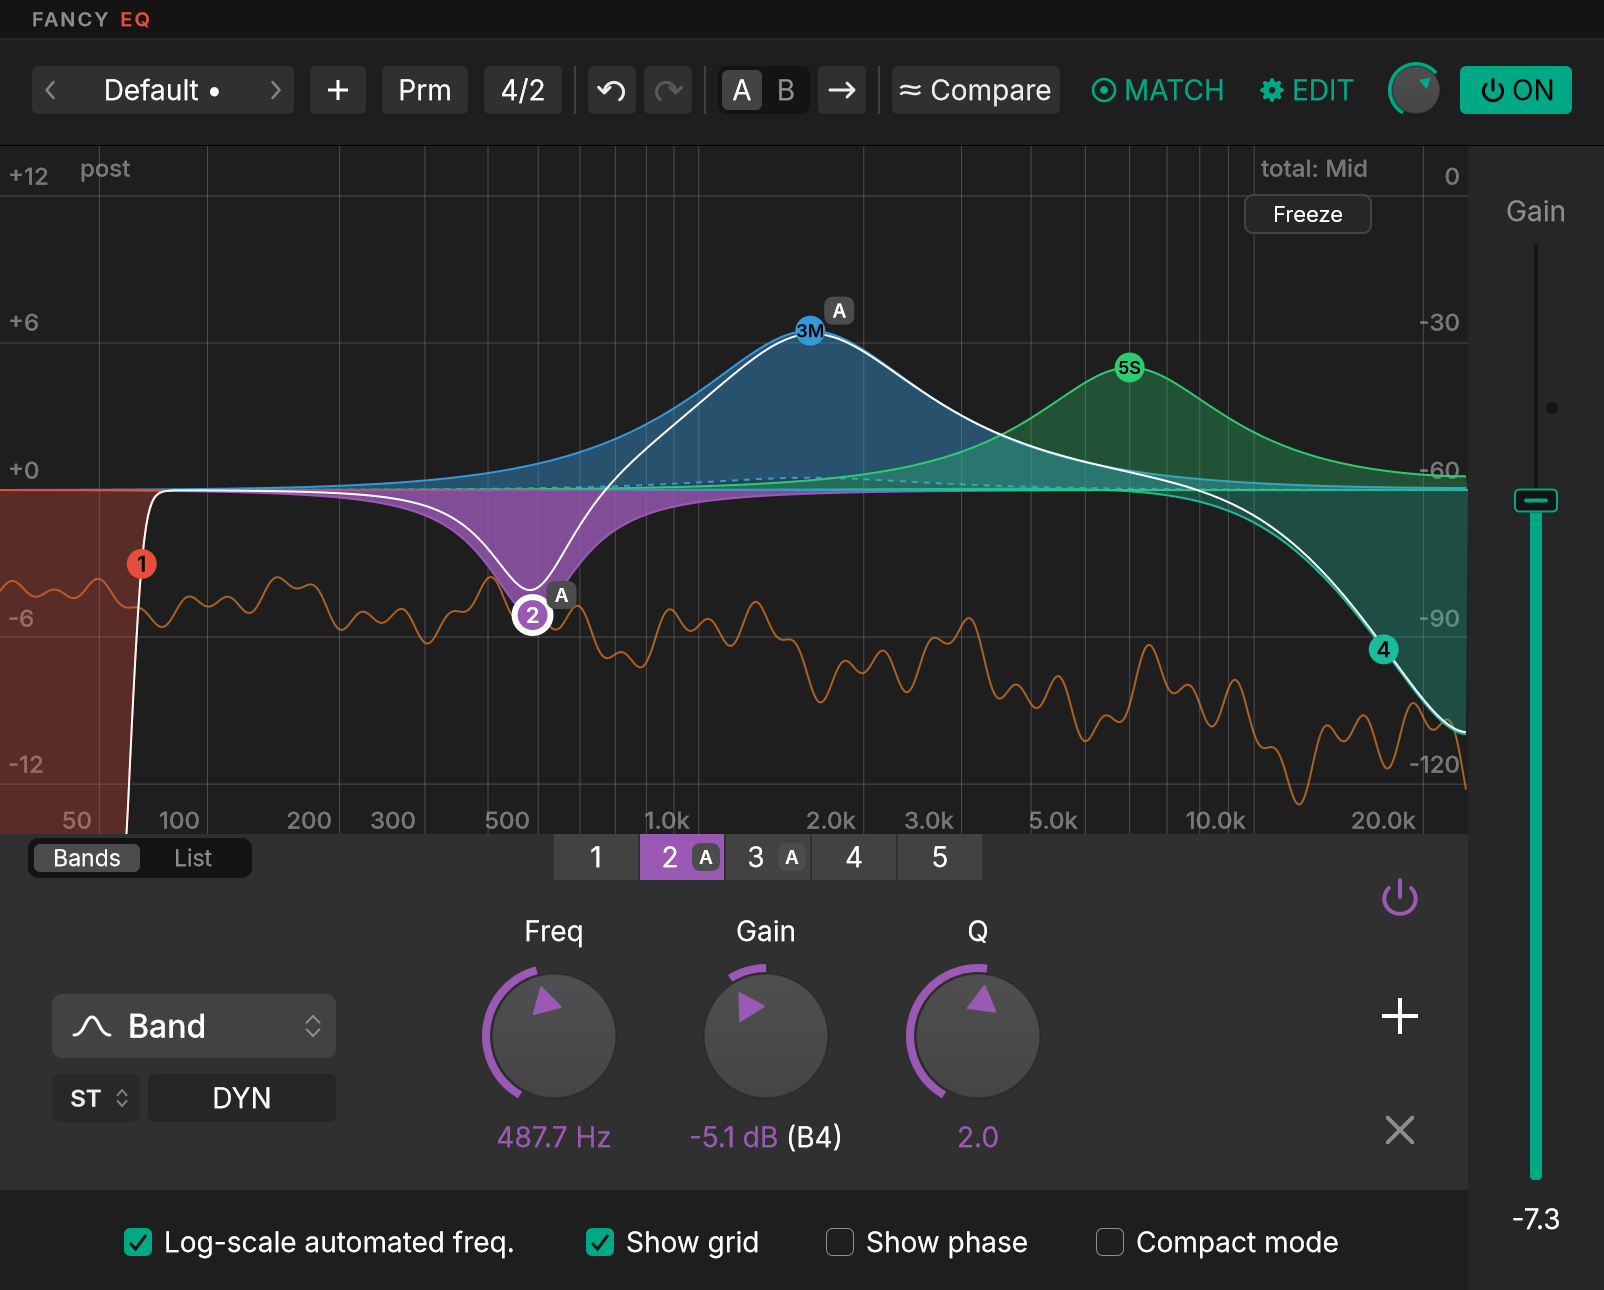 FANCY EQ
Default •
+
Prm
4/2
A
B
≈ Compare
MATCH
EDIT
ON
+12
post
total: Mid
0
Gain
Freeze
+6
3M
A
-30
5S
+0
-60
1
-6
2
A
-90
4
-12
-120
50
100
200
300
500
1.0k
2.0k
3.0k
5.0k
10.0k
20.0k
Bands
List
1
2 A
3 A
4
5
Freq
Gain
Q
Band
ST
DYN
487.7 Hz
-5.1 dB (B4)
2.0
-7.3
Log-scale automated freq.
Show grid
Show phase
Compact mode